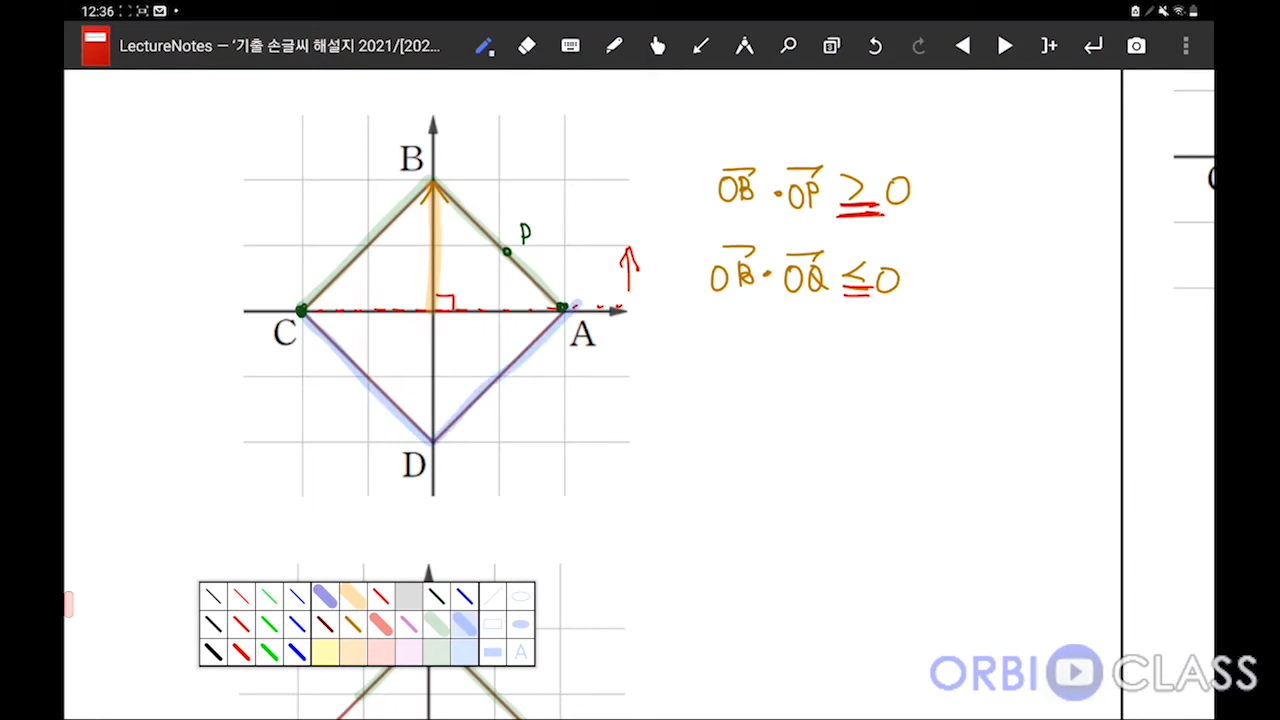 12:36
LectureNotes – '기출 손글씨 해설지 2021/[202...
B
P
C
A
D
OB · OP ≥ 0
OB · OQ ≤ 0
A
ORBI CLASS